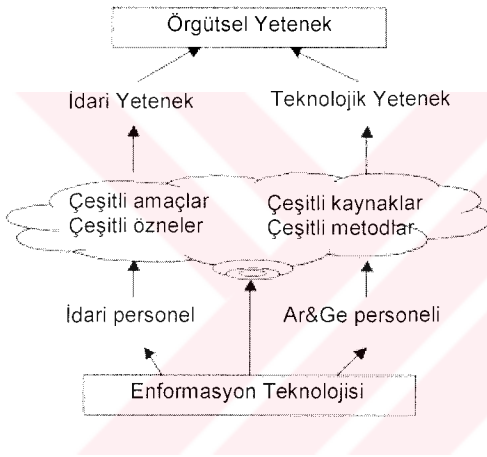 Örgütsel Yetenek
İdari Yetenek
Teknolojik Yetenek
Çeşitli amaçlar
Çeşitli özneler
Çeşitli kaynaklar
Çeşitli metodlar
İdari personel
Ar&Ge personeli
Enformasyon Teknolojisi